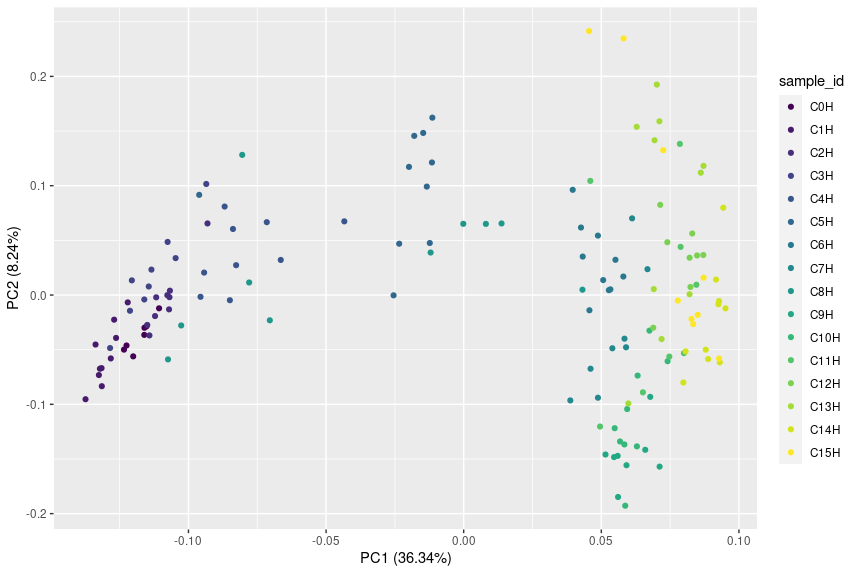 PC2 (8.24%)
0.2
0.1
0.0
-0.1
-0.2
-0.10
-0.05
0.00
0.05
0.10
PC1 (36.34%)
sample_id
C0H
C1H
C2H
C3H
C4H
C5H
C6H
C7H
C8H
C9H
C10H
C11H
C12H
C13H
C14H
C15H